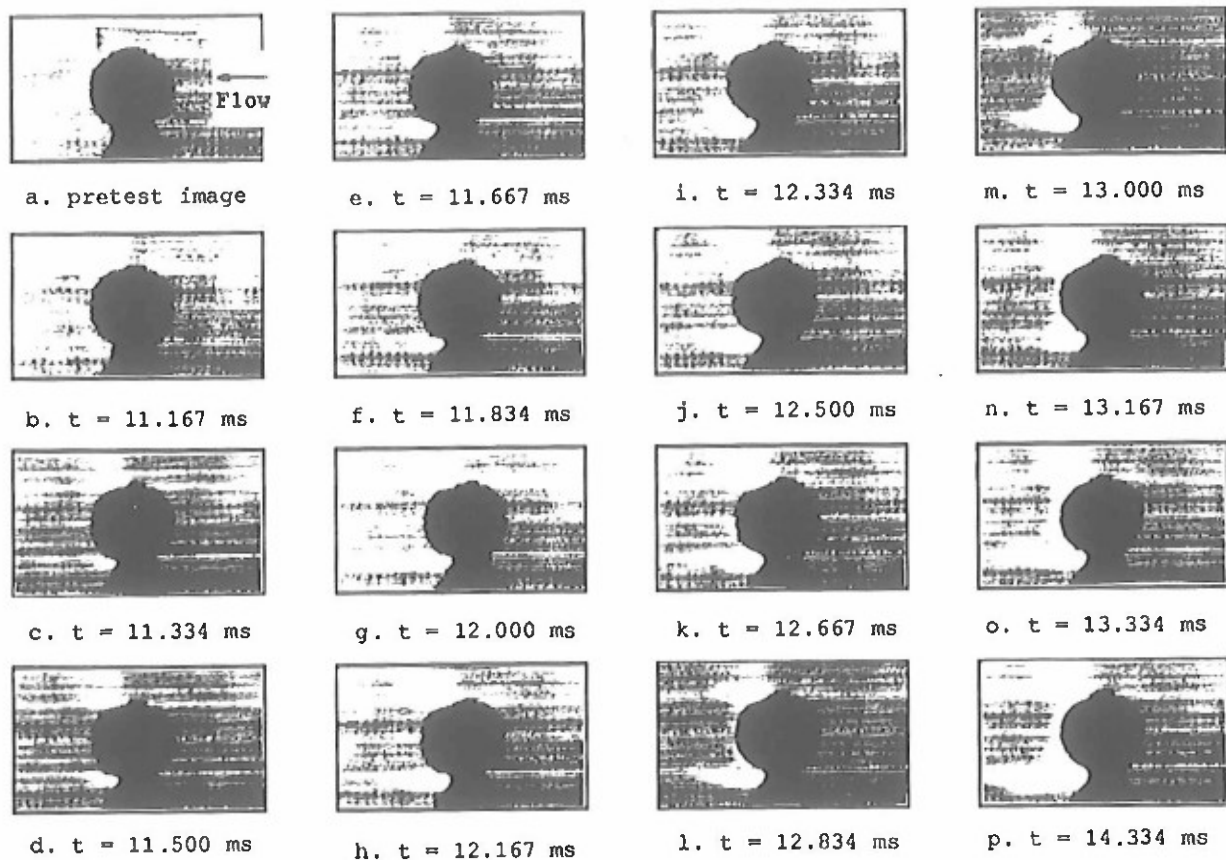 Flow
a. pretest image
b. t = 11.167 ms
c. t = 11.334 ms
d. t = 11.500 ms
e. t = 11.667 ms
f. t = 11.834 ms
g. t = 12.000 ms
h. t = 12.167 ms
i. t = 12.334 ms
j. t = 12.500 ms
k. t = 12.667 ms
l. t = 12.834 ms
m. t = 13.000 ms
n. t = 13.167 ms
o. t = 13.334 ms
p. t = 14.334 ms